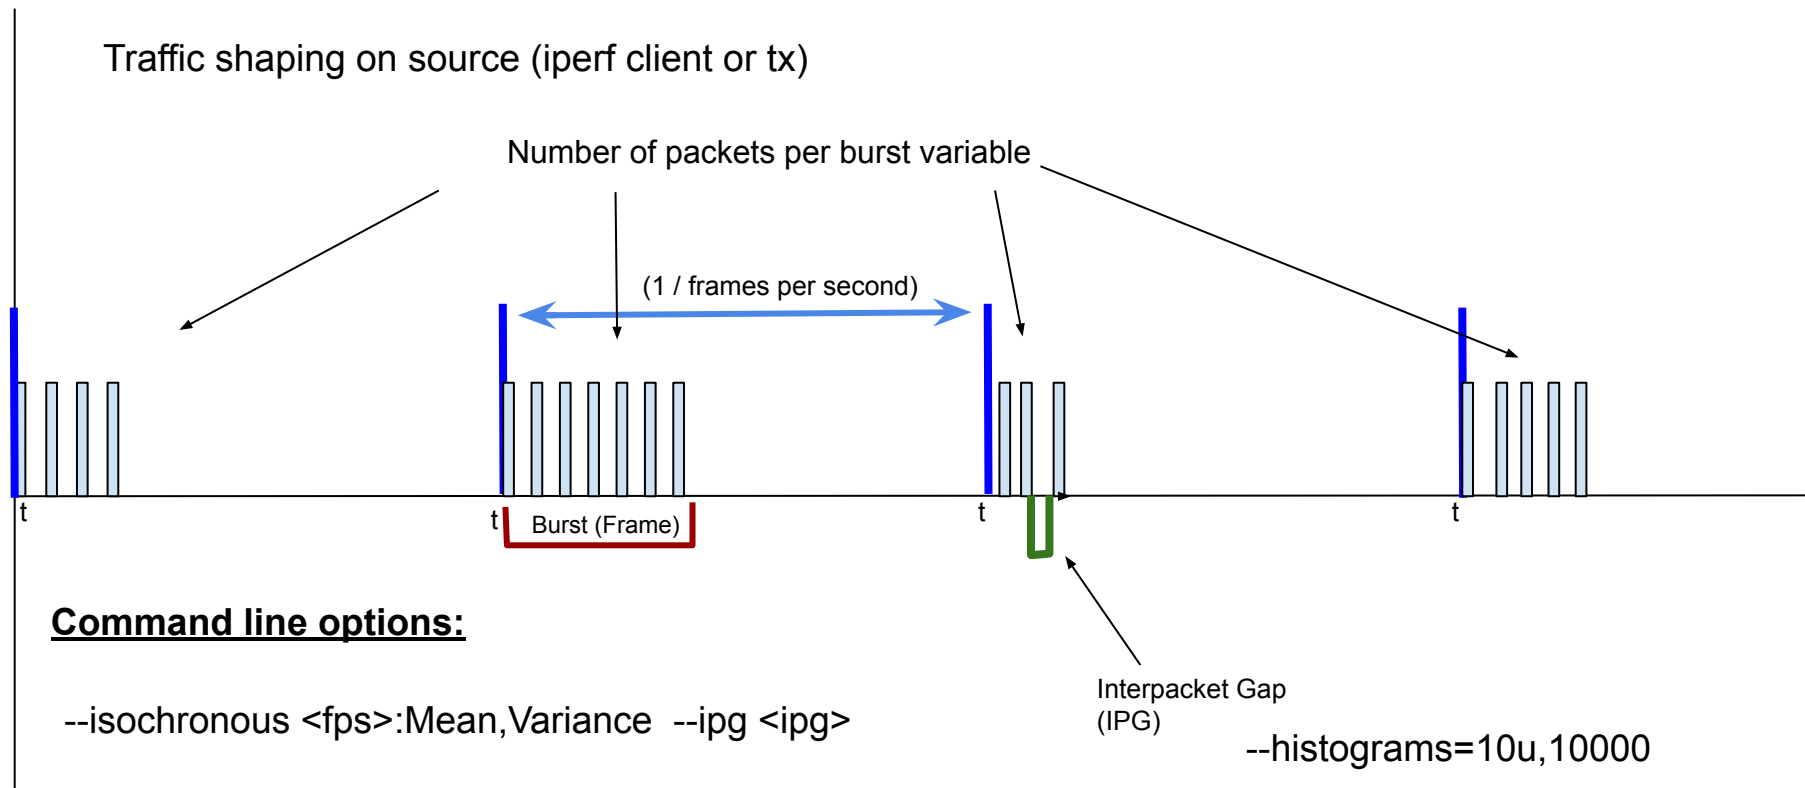 Traffic shaping on source (iperf client or tx)
Number of packets per burst variable
(1 / frames per second)
t
t
t
t
Burst (Frame)
Command line options:
Interpacket Gap
(IPG)
--isochronous <fps>:Mean,Variance  --ipg <ipg>
--histograms=10u,10000